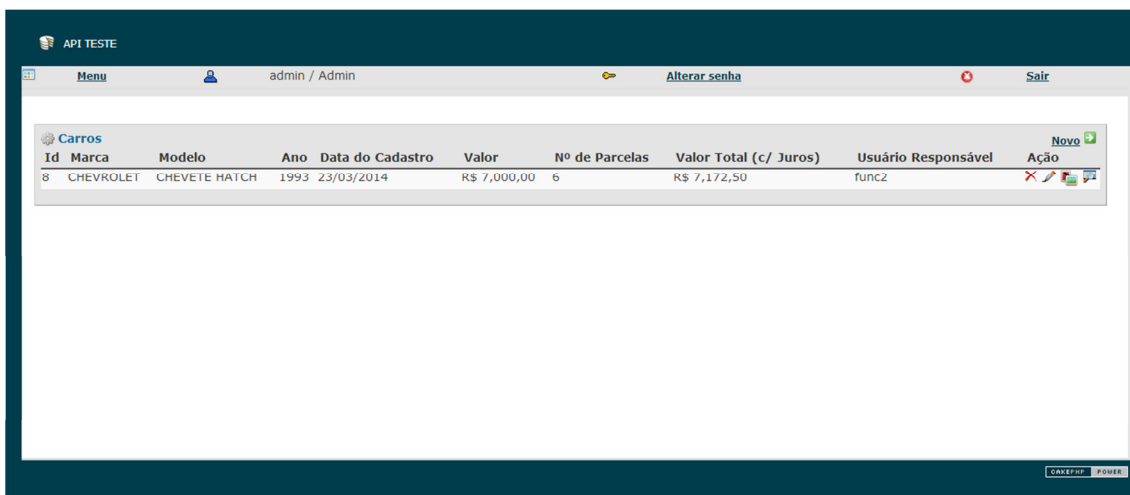 API TESTE
Menu admin / Admin Alterar senha Sair
Carros Novo
Id Marca Modelo Ano Data do Cadastro Valor Nº de Parcelas Valor Total (c/ Juros) Usuário Responsável Ação
8 CHEVROLET CHEVETE HATCH 1993 23/03/2014 R$ 7,000,00 6 R$ 7,172,50 func2
CAKEPHP POWER